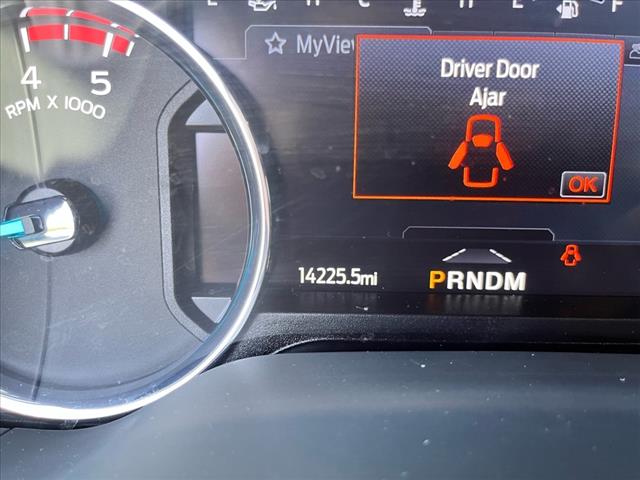 E H C H E F
MyView
4 5
RPM X 1000
Driver Door
Ajar
OK
14225.5mi PRNDM